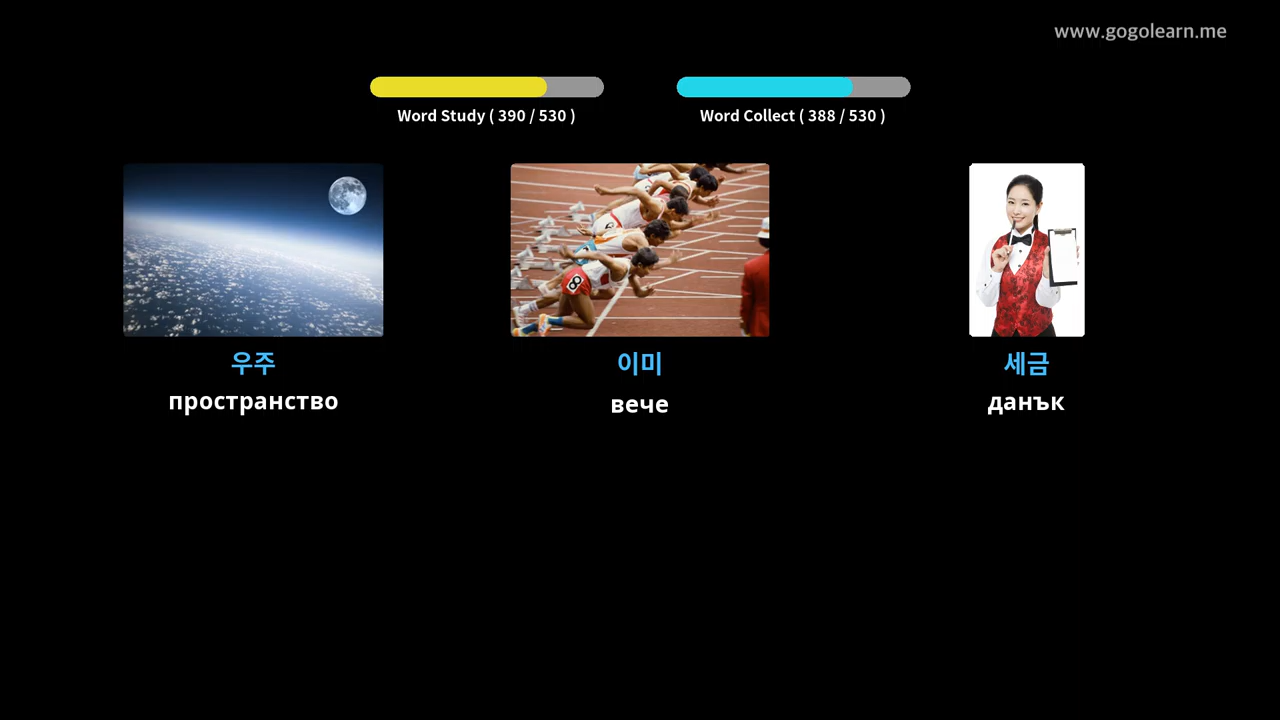 www.gogolearn.me
Word Study ( 390 / 530 )
Word Collect ( 388 / 530 )
우주
이미
세금
пространство
вече
данък